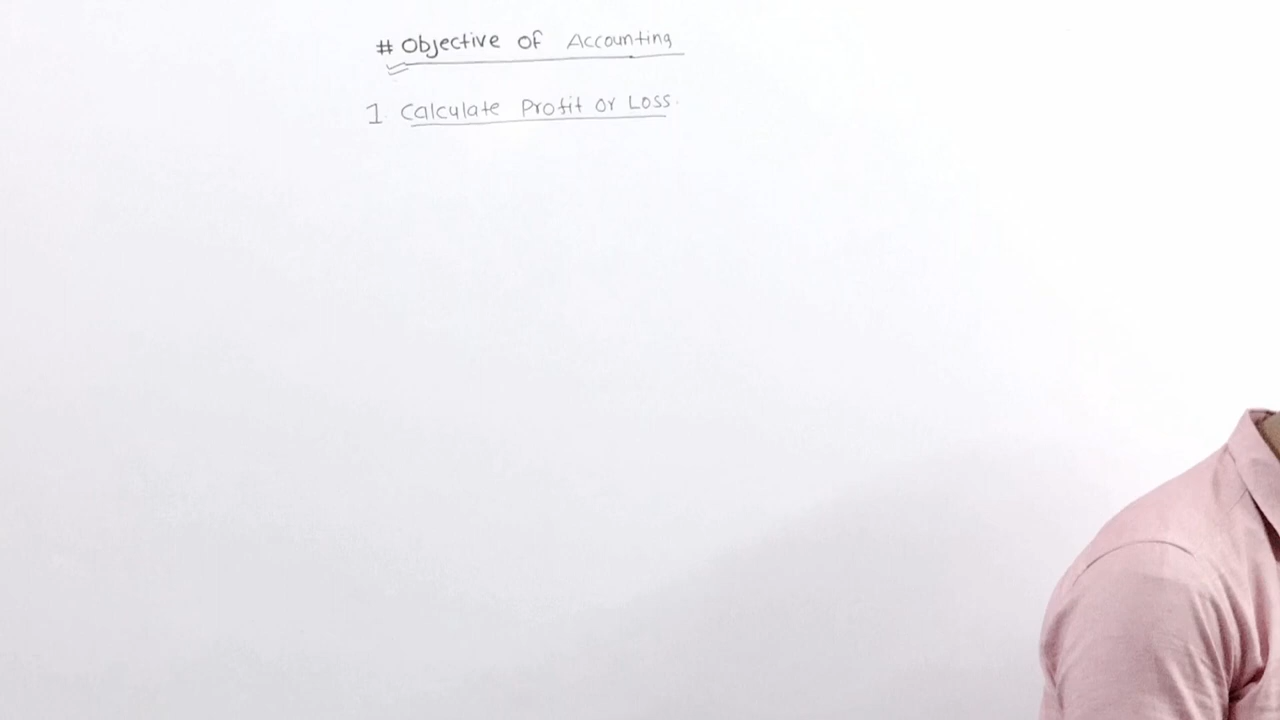 # Objective of Accounting
1 Calculate Profit or Loss.